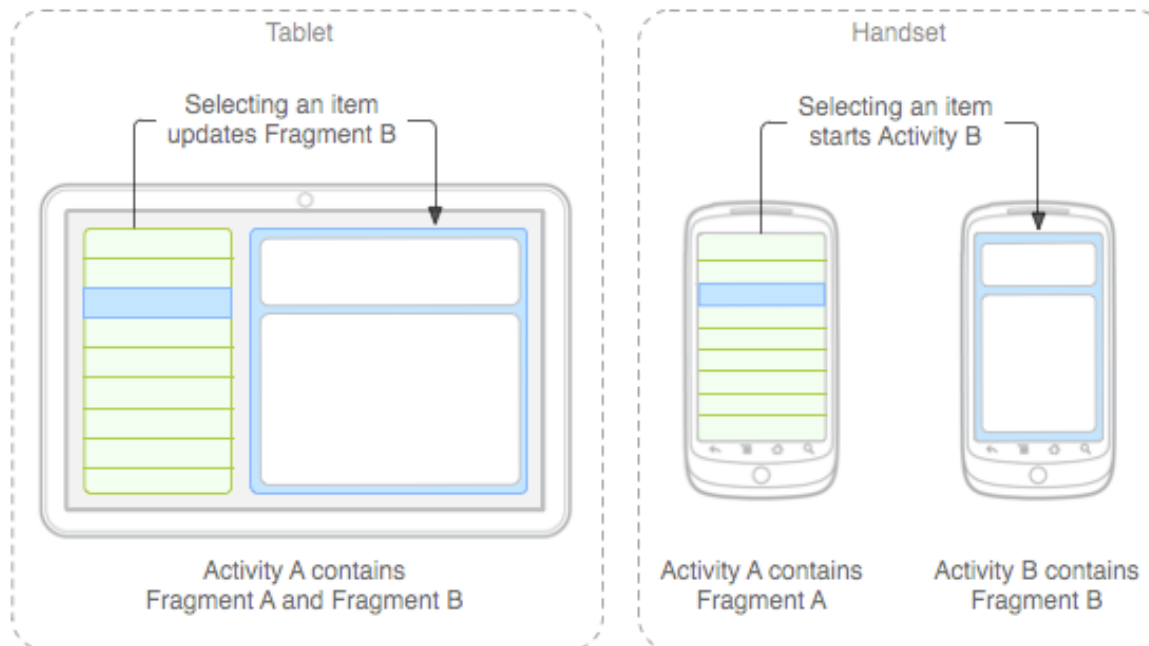 Tablet
Selecting an item
updates Fragment B
Activity A contains
Fragment A and Fragment B
Handset
Selecting an item
starts Activity B
Activity A contains
Fragment A
Activity B contains
Fragment B